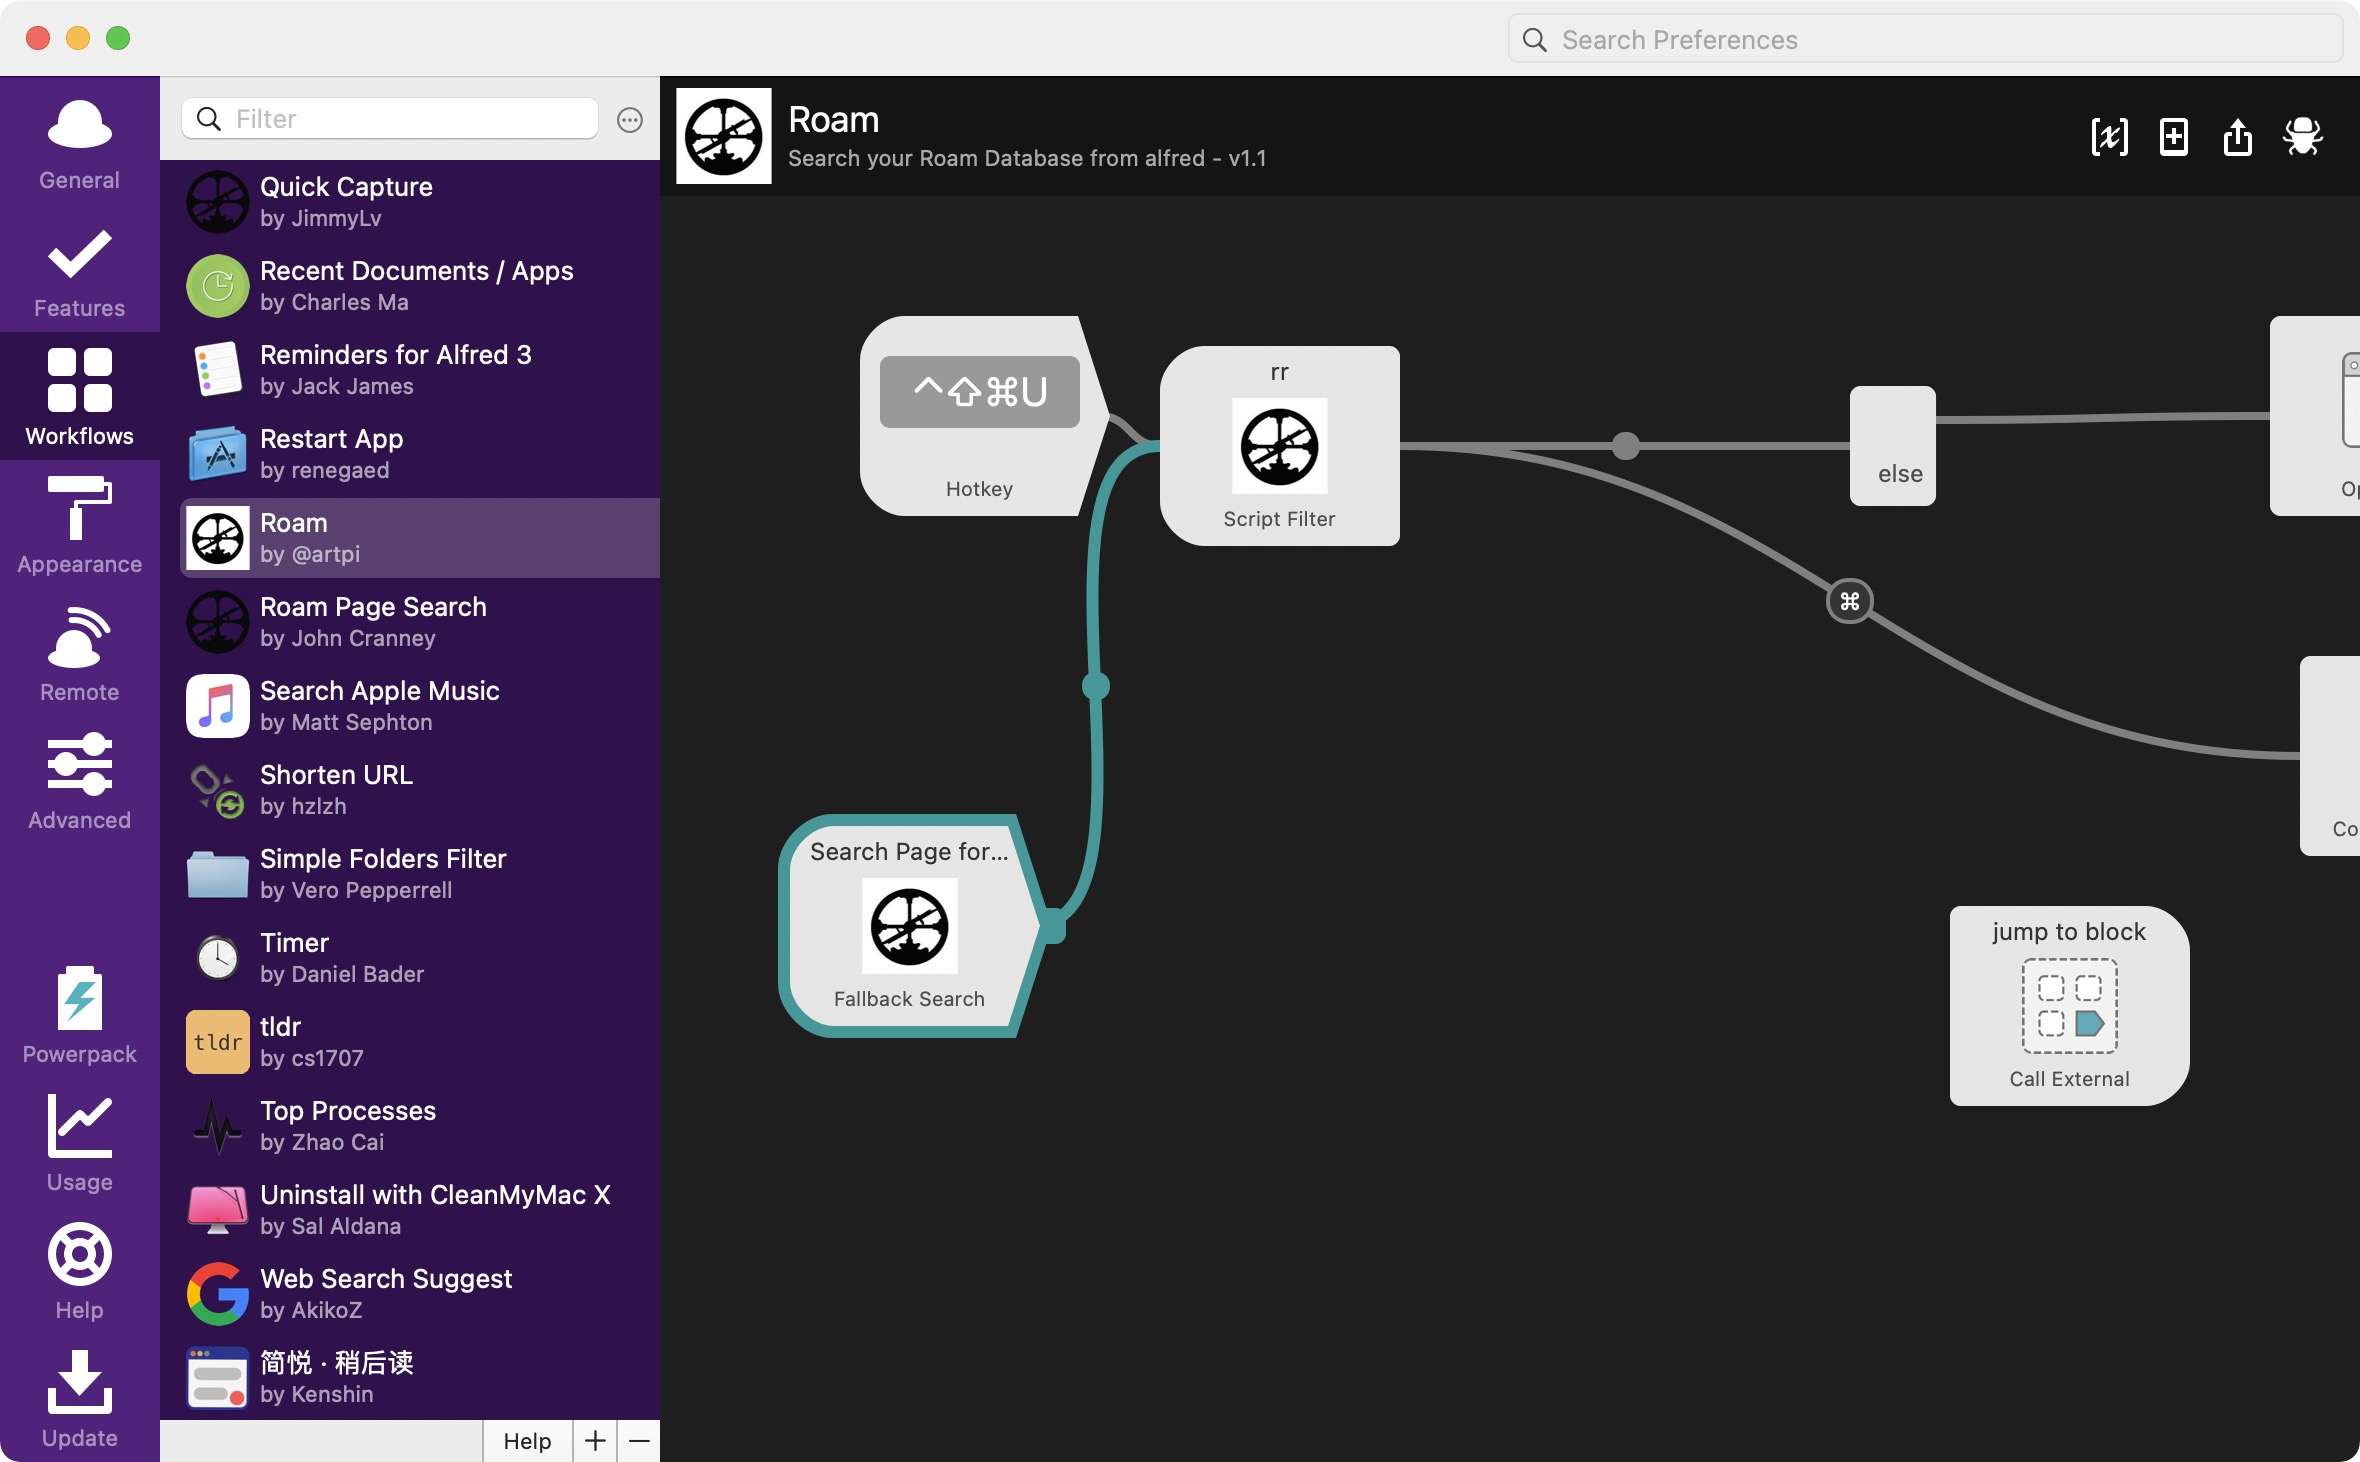 Search Preferences
General
Features
Workflows
Appearance
Remote
Advanced
Powerpack
Usage
Help
Update
Filter
Quick Capture
by JimmyLv
Recent Documents / Apps
by Charles Ma
Reminders for Alfred 3
by Jack James
Restart App
by renegaed
Roam
by @artpi
Roam Page Search
by John Cranney
Search Apple Music
by Matt Sephton
Shorten URL
by hzlzh
Simple Folders Filter
by Vero Pepperrell
Timer
by Daniel Bader
tldr
tldr
by cs1707
Top Processes
by Zhao Cai
Uninstall with CleanMyMac X
by Sal Aldana
Web Search Suggest
by AkikoZ
简悦 · 稍后读
by Kenshin
Help + −
Roam
Search your Roam Database from alfred - v1.1
^⇧⌘U
Hotkey
rr
Script Filter
else
⌘
Search Page for...
Fallback Search
jump to block
Call External